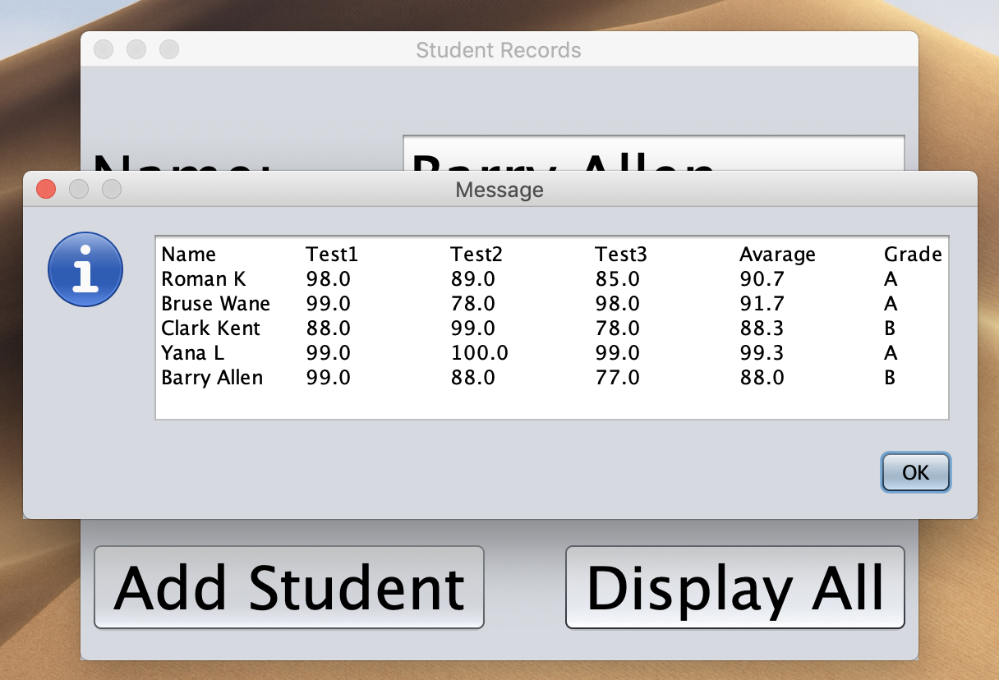 Student Records
Name: Barry Allen
Message
Name Test1 Test2 Test3 Avarage Grade
Roman K 98.0 89.0 85.0 90.7 A
Bruse Wane 99.0 78.0 98.0 91.7 A
Clark Kent 88.0 99.0 78.0 88.3 B
Yana L 99.0 100.0 99.0 99.3 A
Barry Allen 99.0 88.0 77.0 88.0 B
OK
Add Student Display All